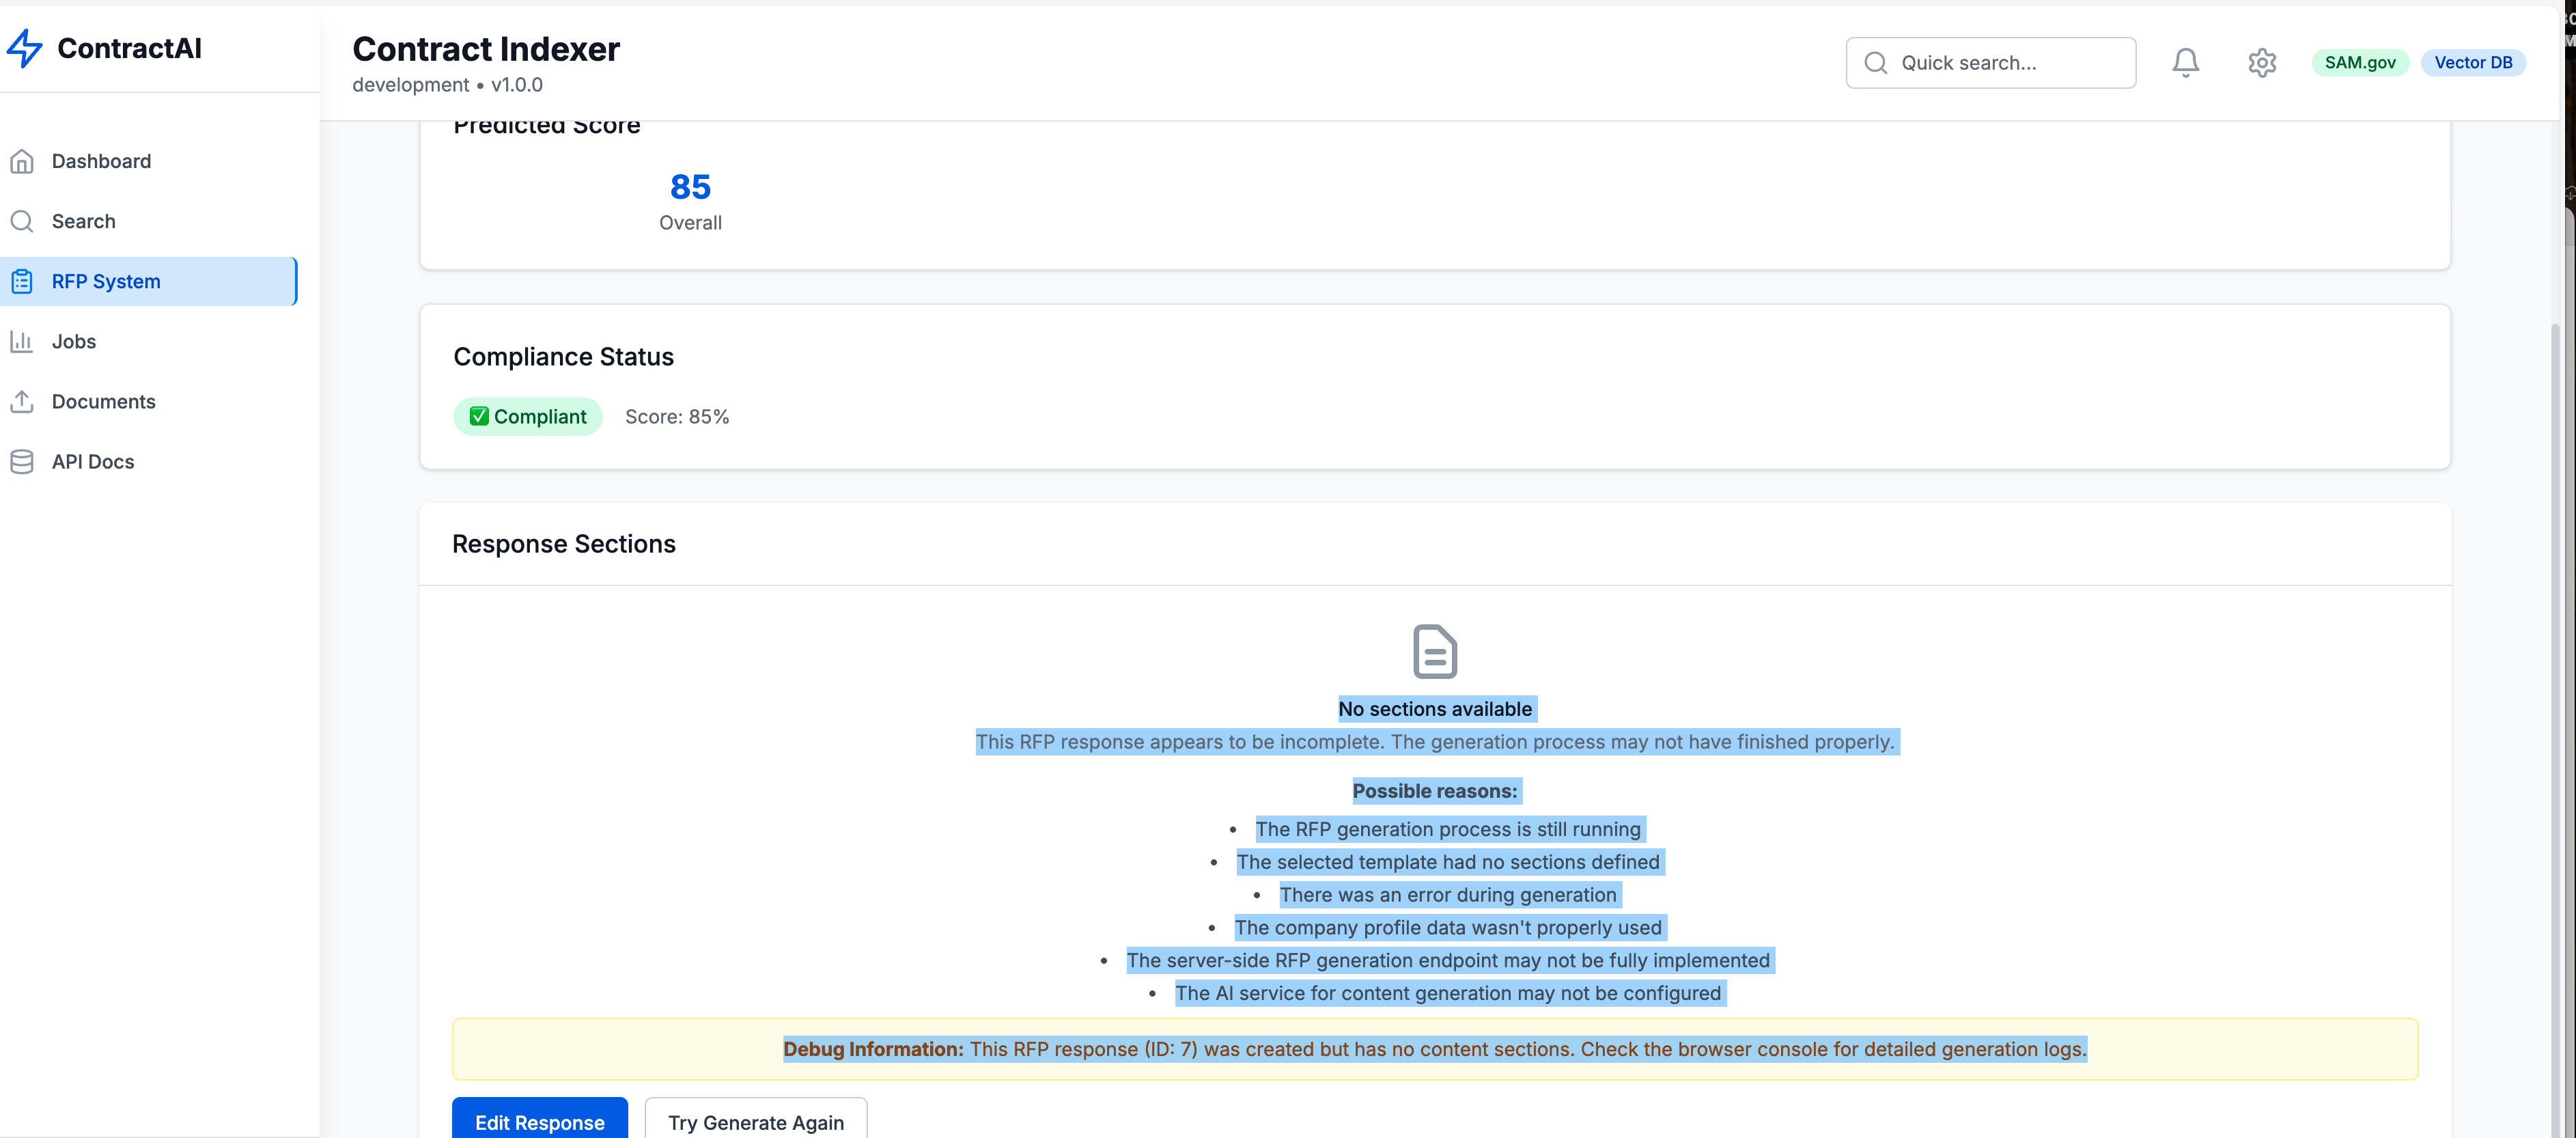 ContractAI
Contract Indexer
development • v1.0.0
Quick search...
SAM.gov
Vector DB
Dashboard
Search
RFP System
Jobs
Documents
API Docs
Predicted Score
85
Overall
Compliance Status
✅ Compliant
Score: 85%
Response Sections
No sections available
This RFP response appears to be incomplete. The generation process may not have finished properly.
Possible reasons:
• The RFP generation process is still running
• The selected template had no sections defined
• There was an error during generation
• The company profile data wasn't properly used
• The server-side RFP generation endpoint may not be fully implemented
• The AI service for content generation may not be configured
Debug Information: This RFP response (ID: 7) was created but has no content sections. Check the browser console for detailed generation logs.
Edit Response
Try Generate Again